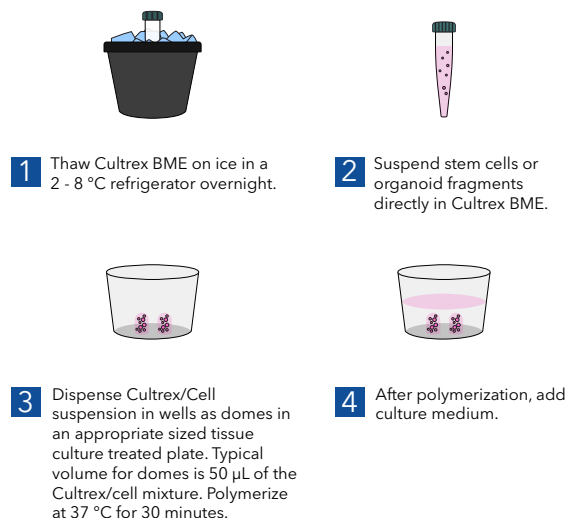 1
Thaw Cultrex BME on ice in a
2 - 8 °C refrigerator overnight.
2
Suspend stem cells or
organoid fragments
directly in Cultrex BME.
3
Dispense Cultrex/Cell
suspension in wells as domes in
an appropriate sized tissue
culture treated plate. Typical
volume for domes is 50 μL of the
Cultrex/cell mixture. Polymerize
at 37 °C for 30 minutes.
4
After polymerization, add
culture medium.